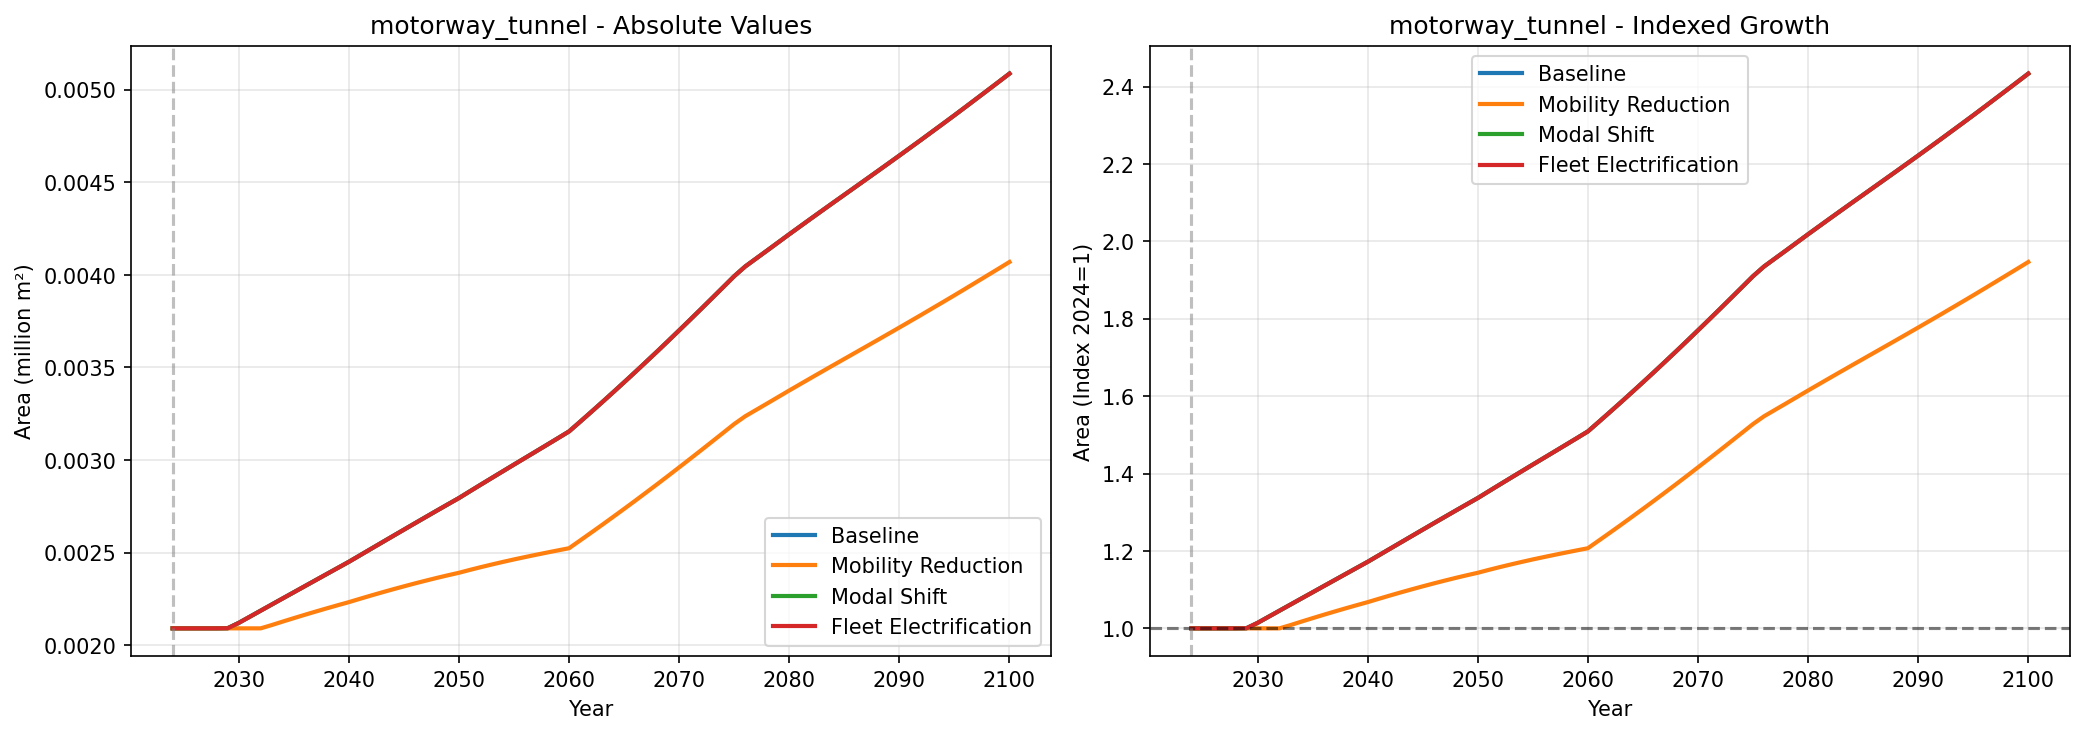 motorway_tunnel - Absolute Values
Area (million m²)
0.0050
0.0045
0.0040
0.0035
0.0030
0.0025
0.0020
Baseline
Mobility Reduction
Modal Shift
Fleet Electrification
2030 2040 2050 2060 2070 2080 2090 2100
Year
motorway_tunnel - Indexed Growth
Area (Index 2024=1)
2.4
2.2
2.0
1.8
1.6
1.4
1.2
1.0
Baseline
Mobility Reduction
Modal Shift
Fleet Electrification
2030 2040 2050 2060 2070 2080 2090 2100
Year